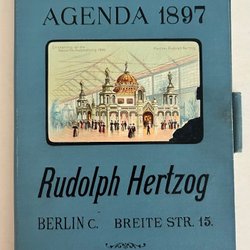 AGENDA 1897
Rudolph Hertzog
BERLIN C. BREITE STR. 15.